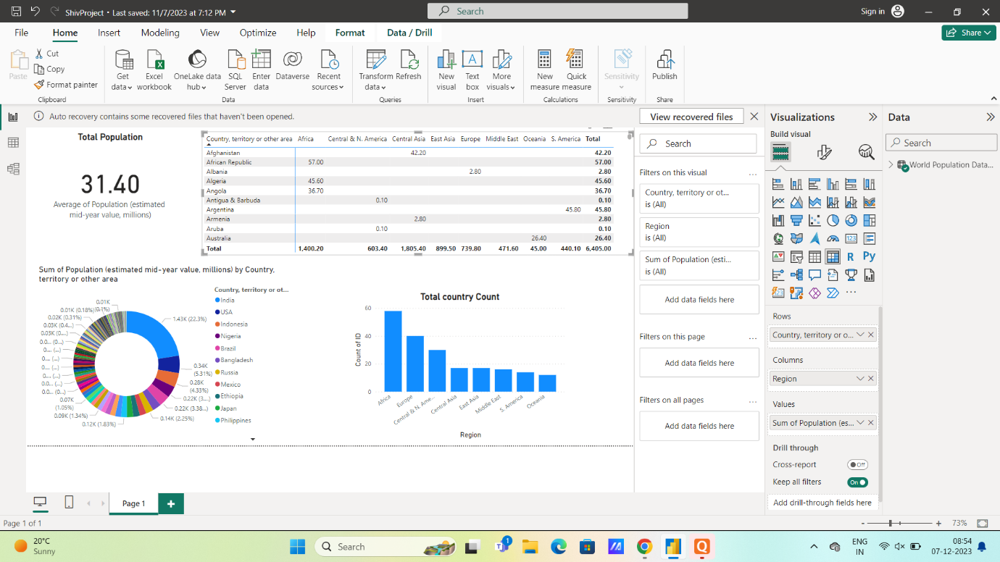 ShivProject • Last saved: 11/7/2023 at 7:12 PM
Search
Sign in
File Home Insert Modeling View Optimize Help Format Data / Drill
Share
Paste
Cut
Copy
Format painter
Clipboard
Get data
Excel workbook
OneLake data hub
SQL Server
Enter data
Dataverse
Recent sources
Data
Transform data
Refresh
Queries
New visual
Text box
More visuals
Insert
New measure
Quick measure
Calculations
Sensitivity
Sensitivity
Publish
Share
Auto recovery contains some recovered files that haven't been opened.
View recovered files
Total Population
31.40
Average of Population (estimated
mid-year value, millions)
Country, territory or other area Africa Central & N. America Central Asia East Asia Europe Middle East Oceania S. America Total
Afghanistan 42.20 42.20
African Republic 57.00 57.00
Albania 2.80 2.80
Algeria 45.60 45.60
Angola 36.70 36.70
Antigua & Barbuda 0.10 0.10
Argentina 45.80 45.80
Armenia 2.80 2.80
Aruba 0.10 0.10
Australia 26.40 26.40
Total 1,400.20 603.40 1,805.40 899.50 739.80 471.60 45.00 440.10 6,405.00
Sum of Population (estimated mid-year value, millions) by Country,
territory or other area
0.01K
0.01K (0.18%)
(0.1%)
0.02K (0.31%)
0.03K (0.4...)
0.03K (0....)
0.0... (0...)
0.... (...)
0.... (...)
0.... (...)
0.... (...)
0.... (...)
0.0... (0...)
0.07K
(1.05%)
0.09K (1.34%)
0.12K (1.83%)
0.14K (2.25%)
0.22K (3.38...)
0.22K (3....)
0.28K
(4.33%)
0.34K
(5.31%)
1.43K (22.3%)
Country, territory or ot...
India
USA
Indonesia
Nigeria
Brazil
Bangladesh
Russia
Mexico
Ethiopia
Japan
Philippines
Total country Count
Count of ID
60
40
20
0
Africa
Europe
Central & N. Ame...
Central Asia
East Asia
Middle East
S. America
Oceania
Region
Search
Filters on this visual
...
Country, territory or ot...
is (All)
Region
is (All)
Sum of Population (esti...
is (All)
Add data fields here
Filters on this page
...
Add data fields here
Filters on all pages
...
Add data fields here
Visualizations
Build visual
123
R
Py
123
...
Rows
Country, territory or o...
Columns
Region
Values
Sum of Population (es...
Drill through
Cross-report
Off
Keep all filters
On
Add drill-through fields here
Data
Search
World Population Data...
Page 1
Page 1 of 1
- + 73%
20°C
Sunny
Search
1
ENG
IN
08:54
07-12-2023